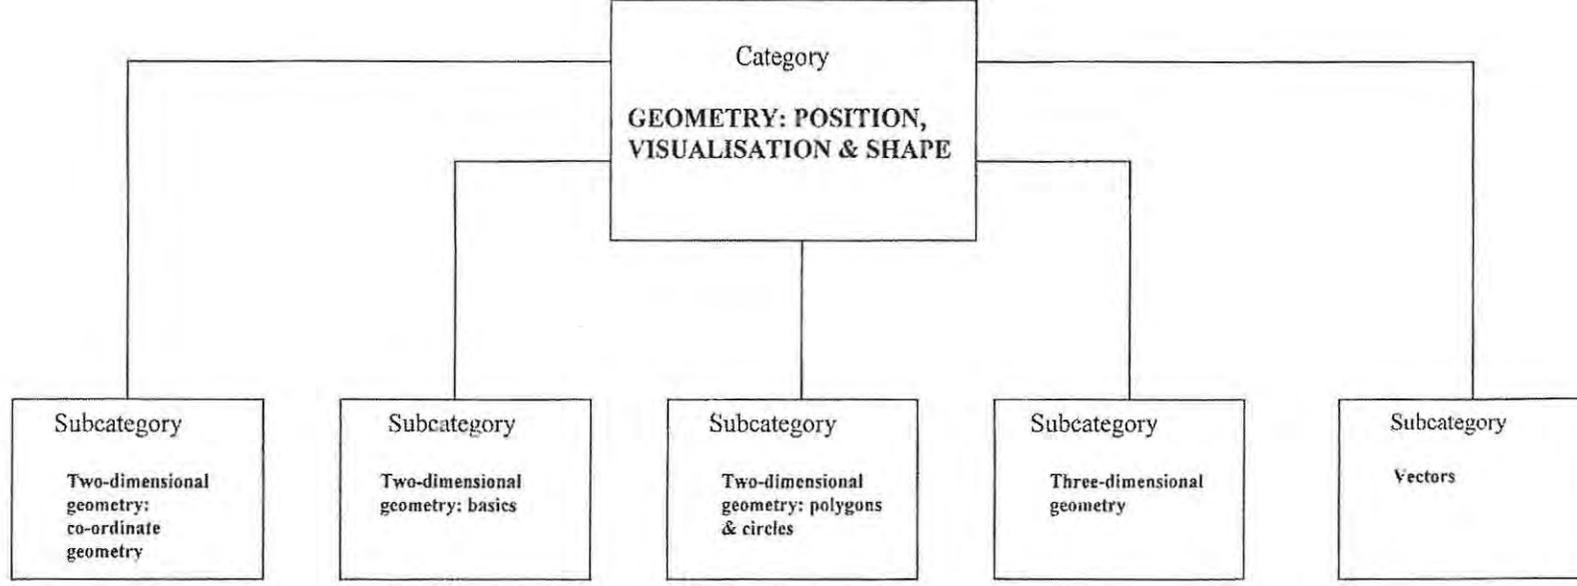 Category
GEOMETRY: POSITION,
VISUALISATION & SHAPE
Subcategory
Two-dimensional
geometry:
co-ordinate
geometry
Subcategory
Two-dimensional
geometry: basics
Subcategory
Two-dimensional
geometry: polygons
& circles
Subcategory
Three-dimensional
geometry
Subcategory
Vectors